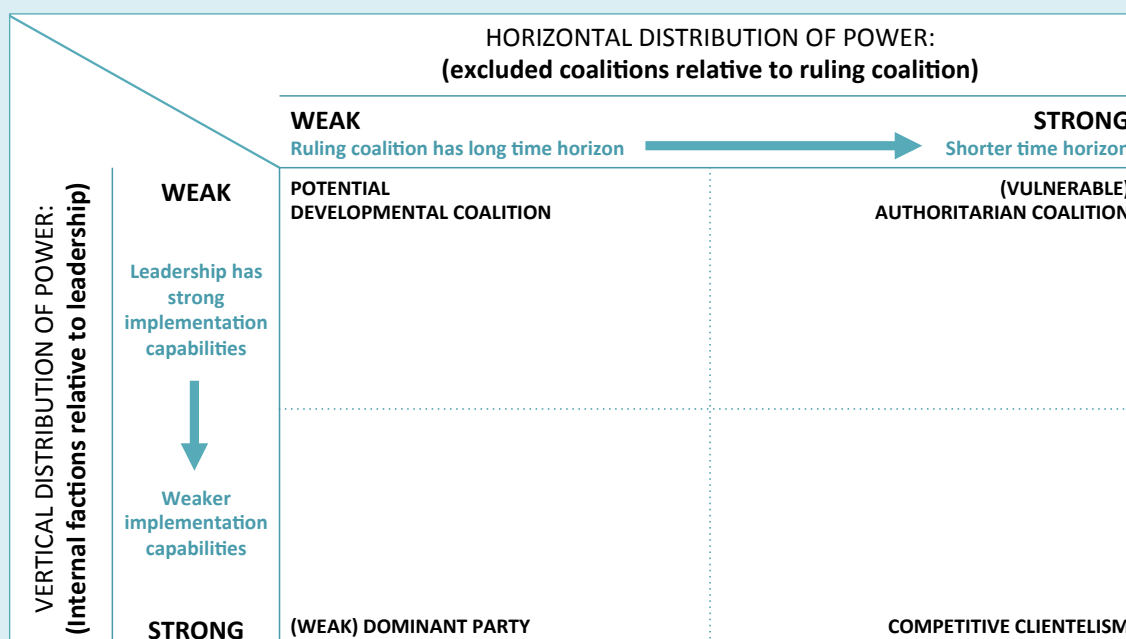 HORIZONTAL DISTRIBUTION OF POWER:
(excluded coalitions relative to ruling coalition)
WEAK
Ruling coalition has long time horizon
STRONG
Shorter time horizon
VERTICAL DISTRIBUTION OF POWER:
(Internal factions relative to leadership)
WEAK
Leadership has
strong
implementation
capabilities
Weaker
implementation
capabilities
STRONG
POTENTIAL
DEVELOPMENTAL COALITION
(VULNERABLE)
AUTHORITARIAN COALITION
(WEAK) DOMINANT PARTY
COMPETITIVE CLIENTELISM